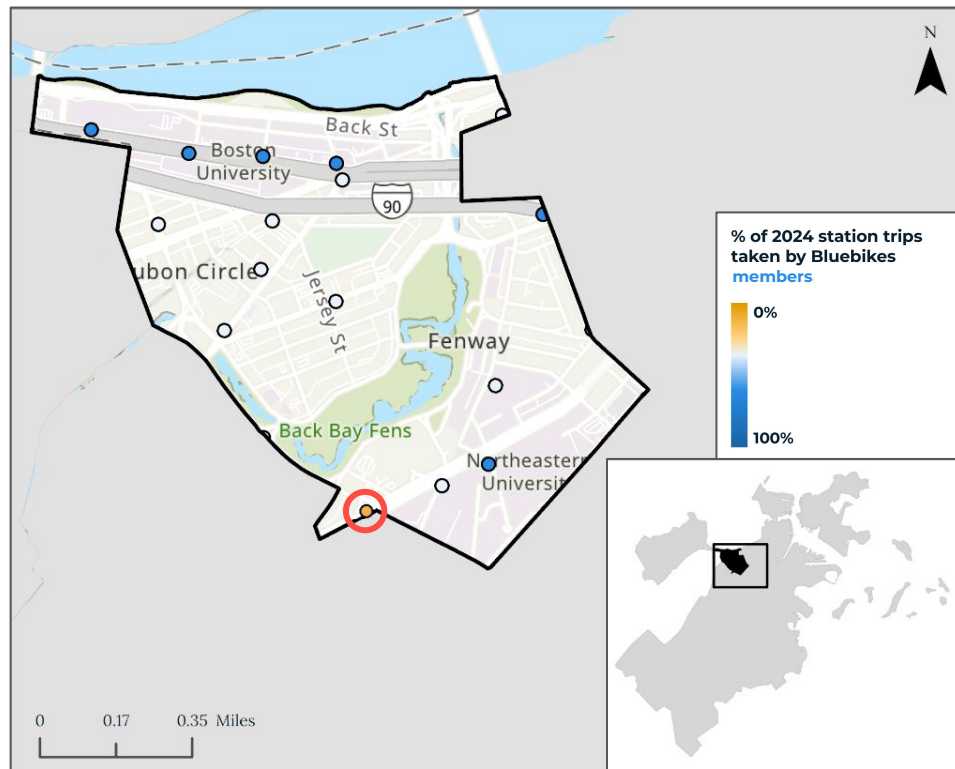 N
Back St
Boston
University
90
ubon Circle
Jersey St
Fenway
Back Bay Fens
Northeastern
Universit
% of 2024 station trips
taken by Bluebikes
members
0%
100%
0 0.17 0.35 Miles